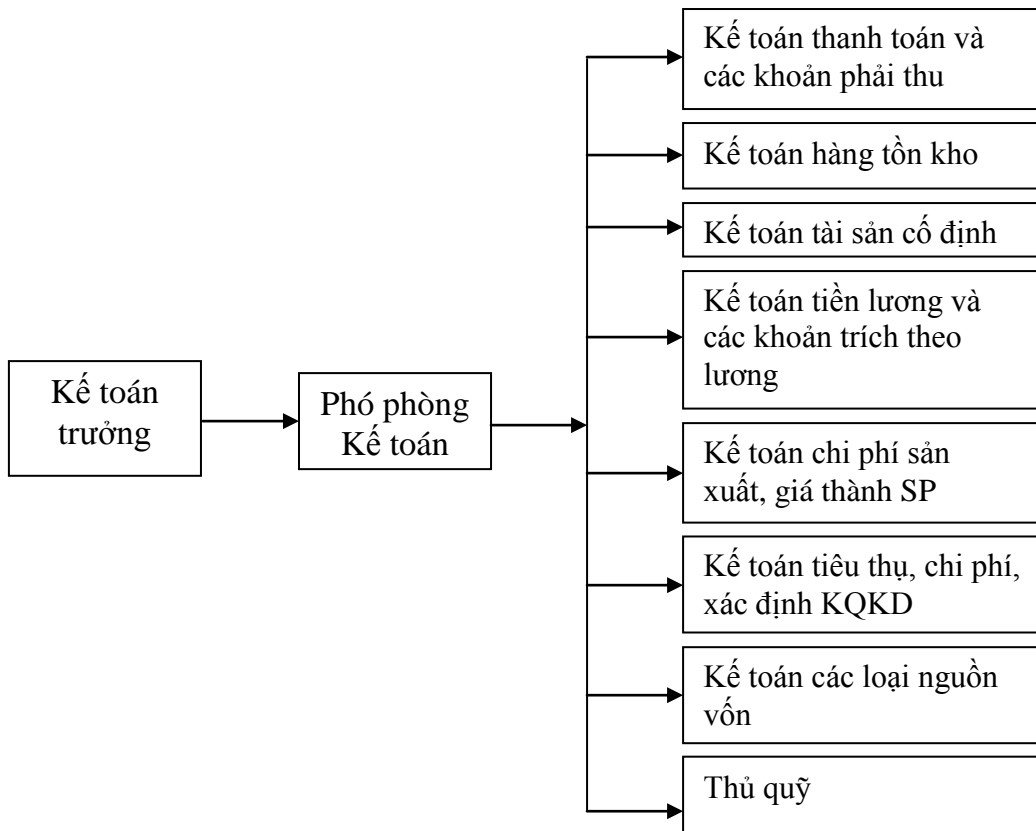 Kế toán
trưởng
Phó phòng
Kế toán
Kế toán thanh toán và
các khoản phải thu
Kế toán hàng tồn kho
Kế toán tài sản cố định
Kế toán tiền lương và
các khoản trích theo
lương
Kế toán chi phí sản
xuất, giá thành SP
Kế toán tiêu thụ, chi phí,
xác định KQKD
Kế toán các loại nguồn
vốn
Thủ quỹ